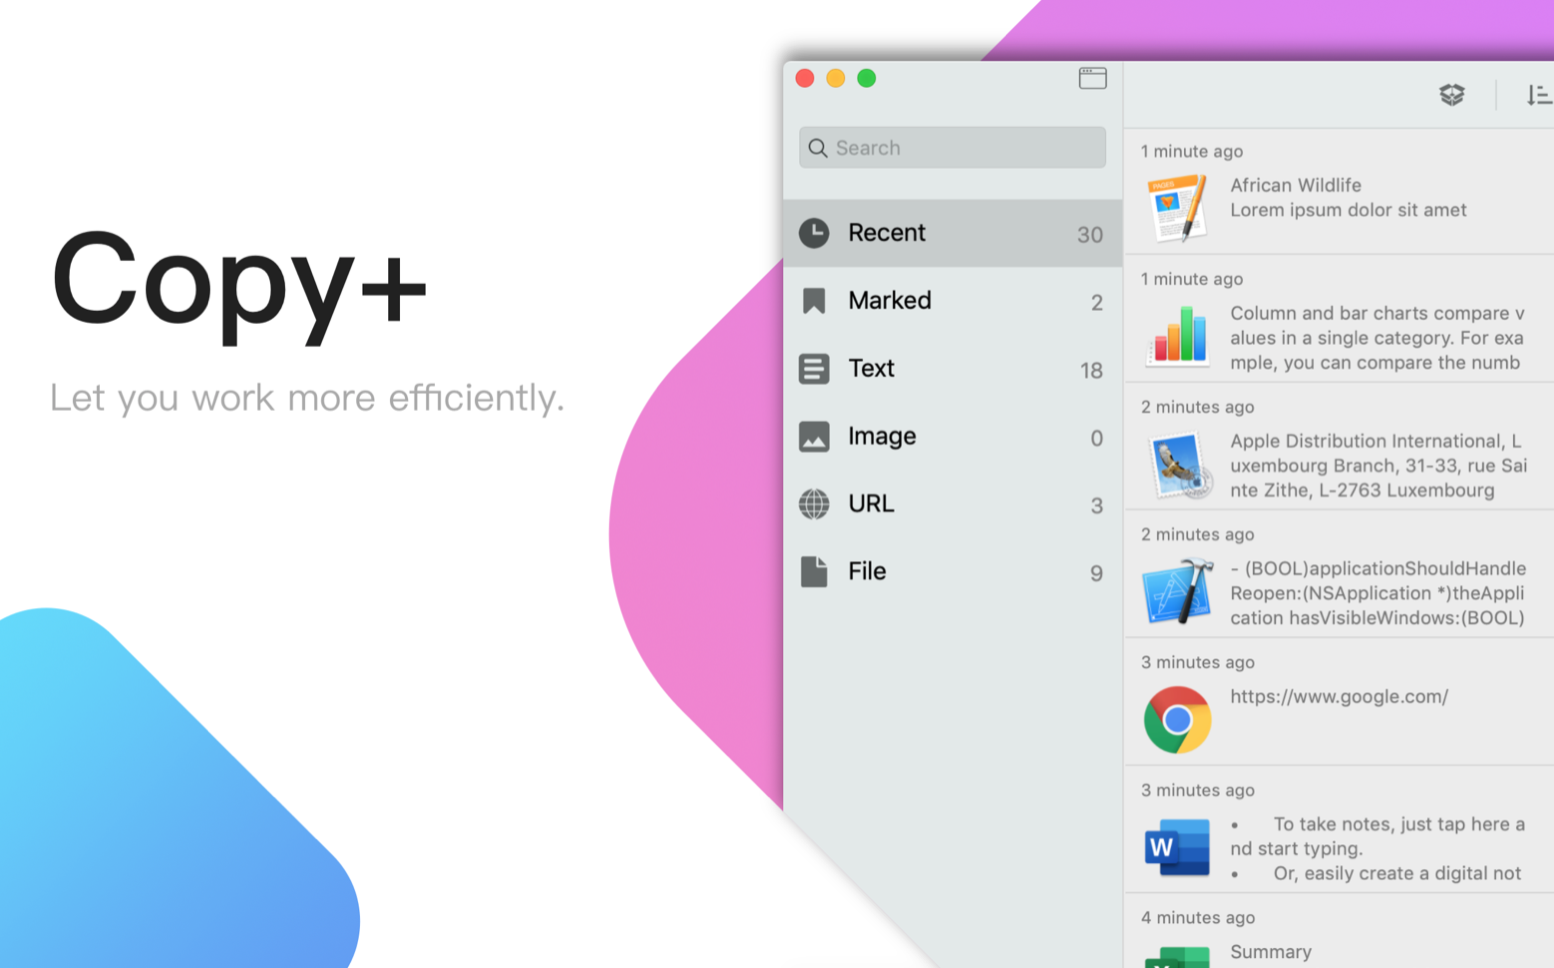 Copy+
Let you work more efficiently.
Search
Recent 30
Marked 2
Text 18
Image 0
URL 3
File 9
1 minute ago
PAGES
African Wildlife
Lorem ipsum dolor sit amet
1 minute ago
Column and bar charts compare v
alues in a single category. For exa
mple, you can compare the numb
2 minutes ago
Apple Distribution International, L
uxembourg Branch, 31-33, rue Sai
nte Zithe, L-2763 Luxembourg
2 minutes ago
- (BOOL)applicationShouldHandle
Reopen:(NSApplication *)theAppli
cation hasVisibleWindows:(BOOL)
3 minutes ago
https://www.google.com/
3 minutes ago
W
• To take notes, just tap here a
nd start typing.
• Or, easily create a digital not
4 minutes ago
Summary